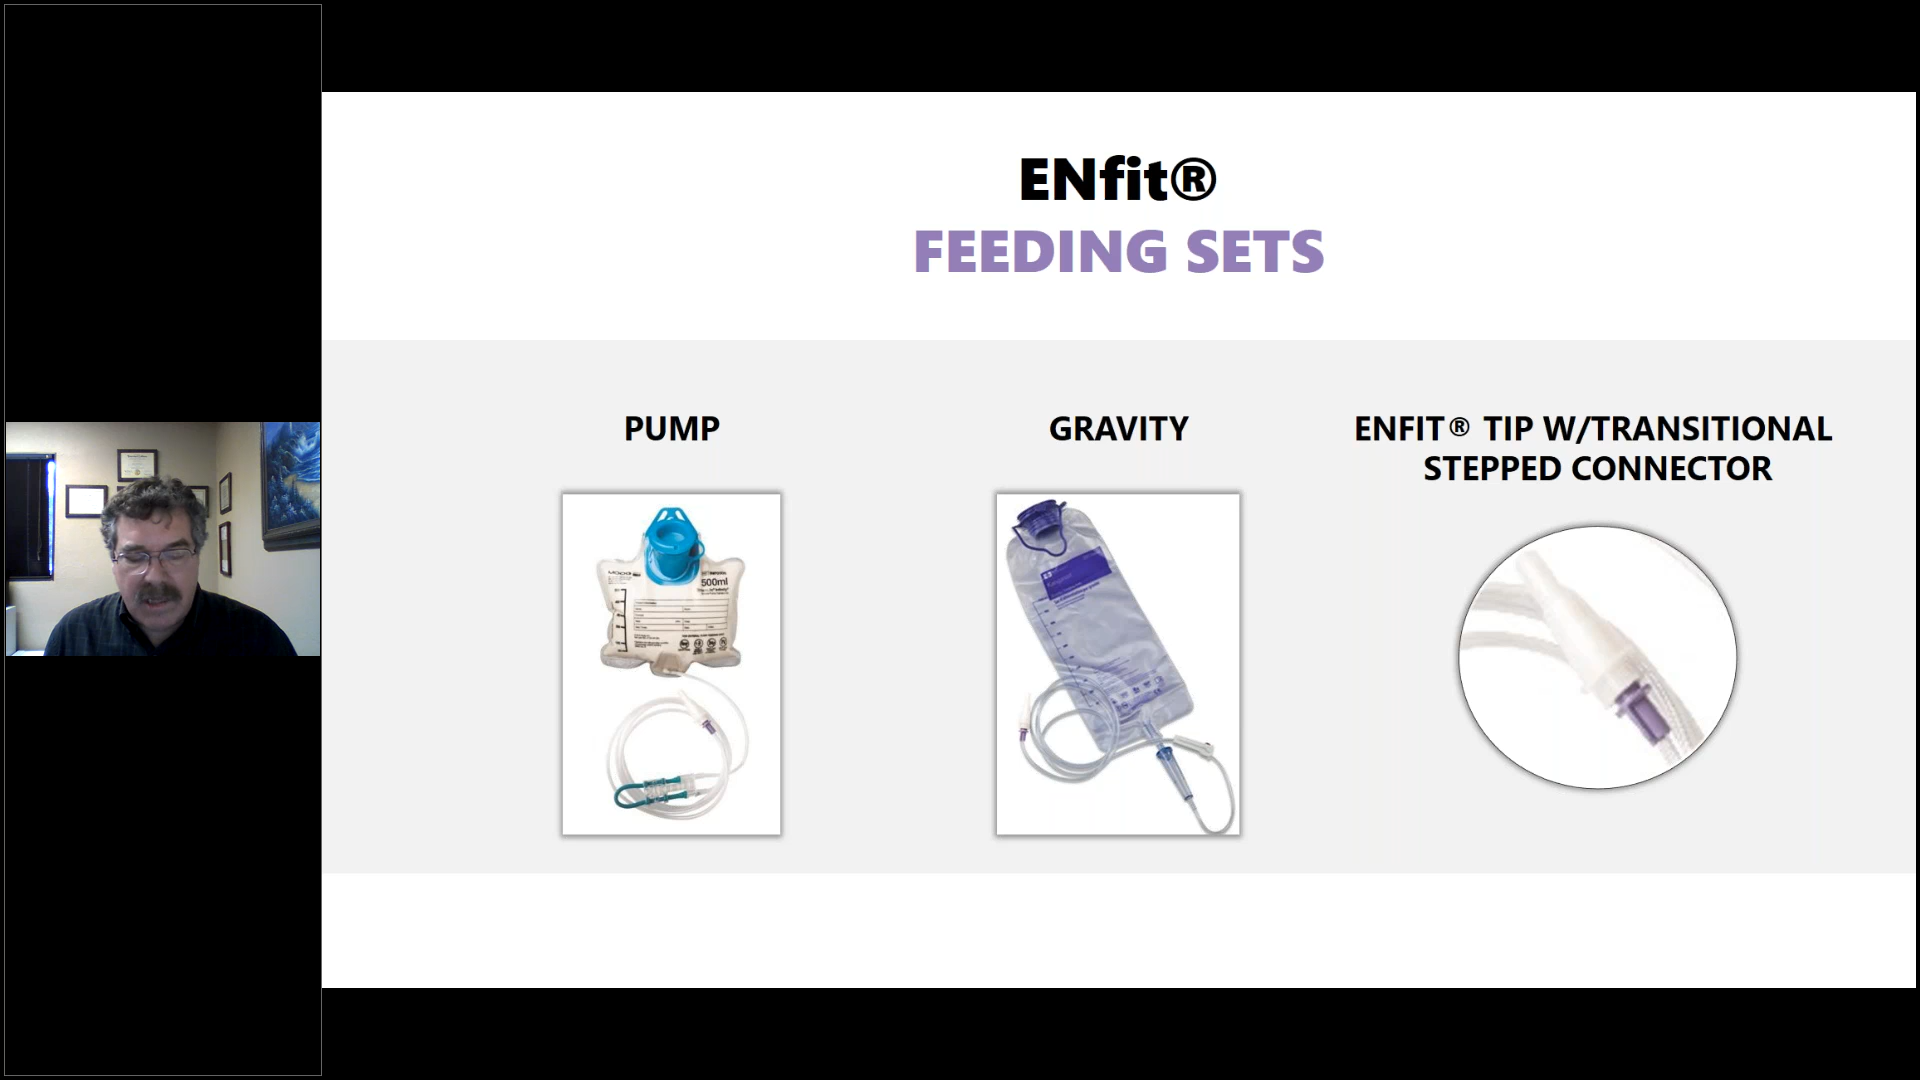 ENfit®
FEEDING SETS
PUMP
GRAVITY
ENFIT® TIP W/TRANSITIONAL
STEPPED CONNECTOR
500ml